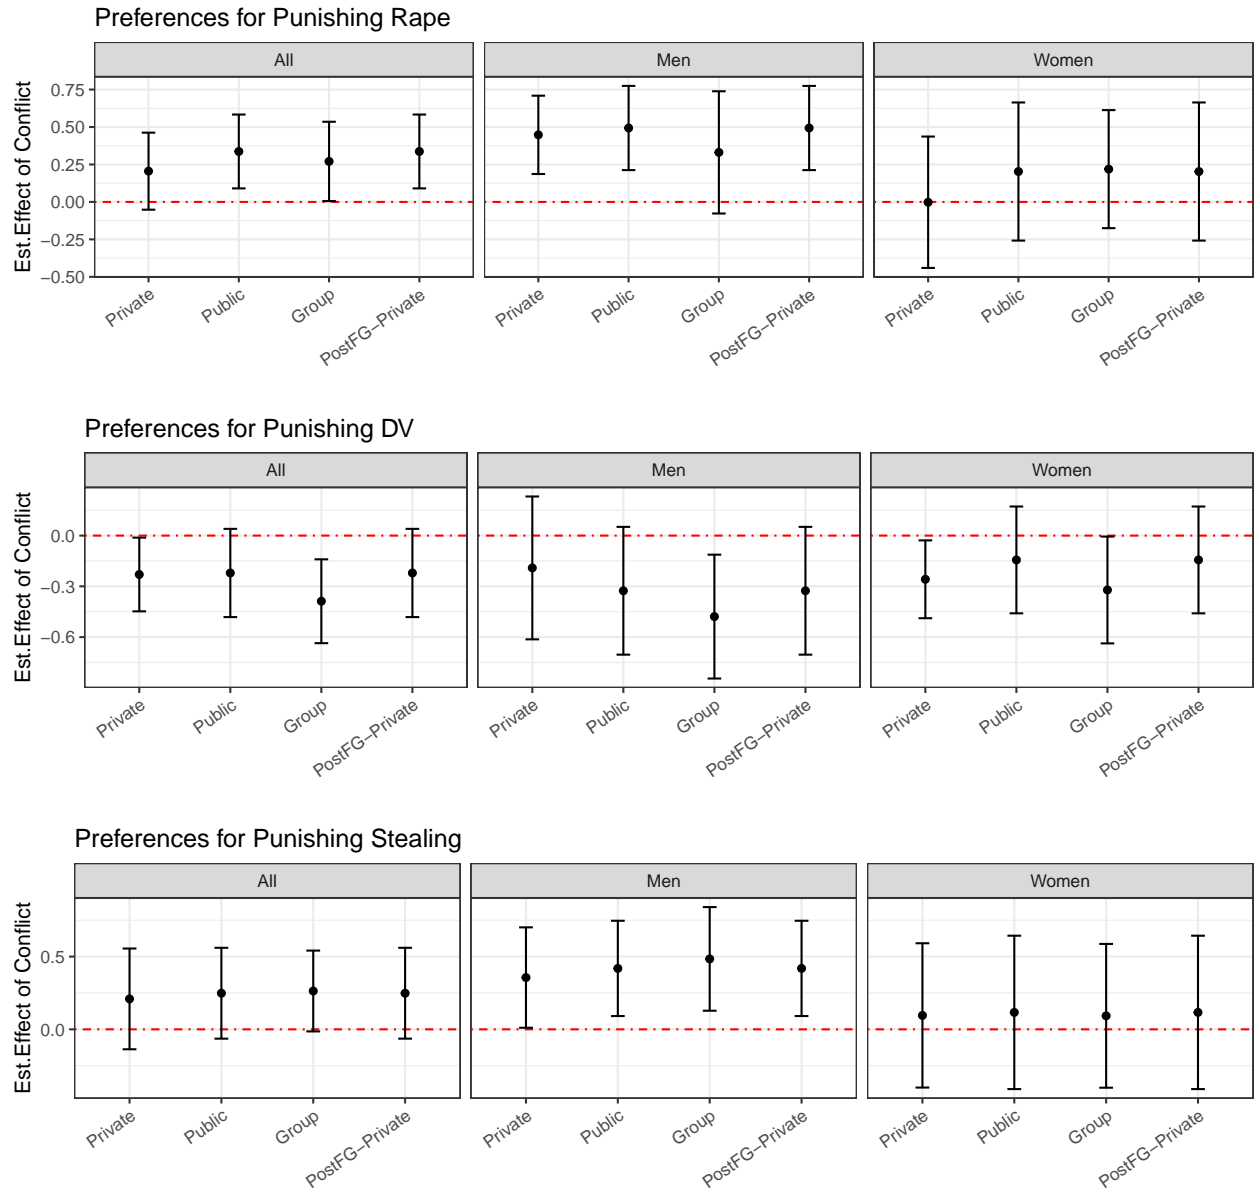 Preferences for Punishing Rape
All Men Women
Est.Effect of Conflict
0.75
0.50
0.25
0.00
−0.25
−0.50
Private Public Group PostFG−Private Private Public Group PostFG−Private Private Public Group PostFG−Private
Preferences for Punishing DV
All Men Women
Est.Effect of Conflict
0.0
−0.3
−0.6
Private Public Group PostFG−Private Private Public Group PostFG−Private Private Public Group PostFG−Private
Preferences for Punishing Stealing
All Men Women
Est.Effect of Conflict
0.5
0.0
Private Public Group PostFG−Private Private Public Group PostFG−Private Private Public Group PostFG−Private